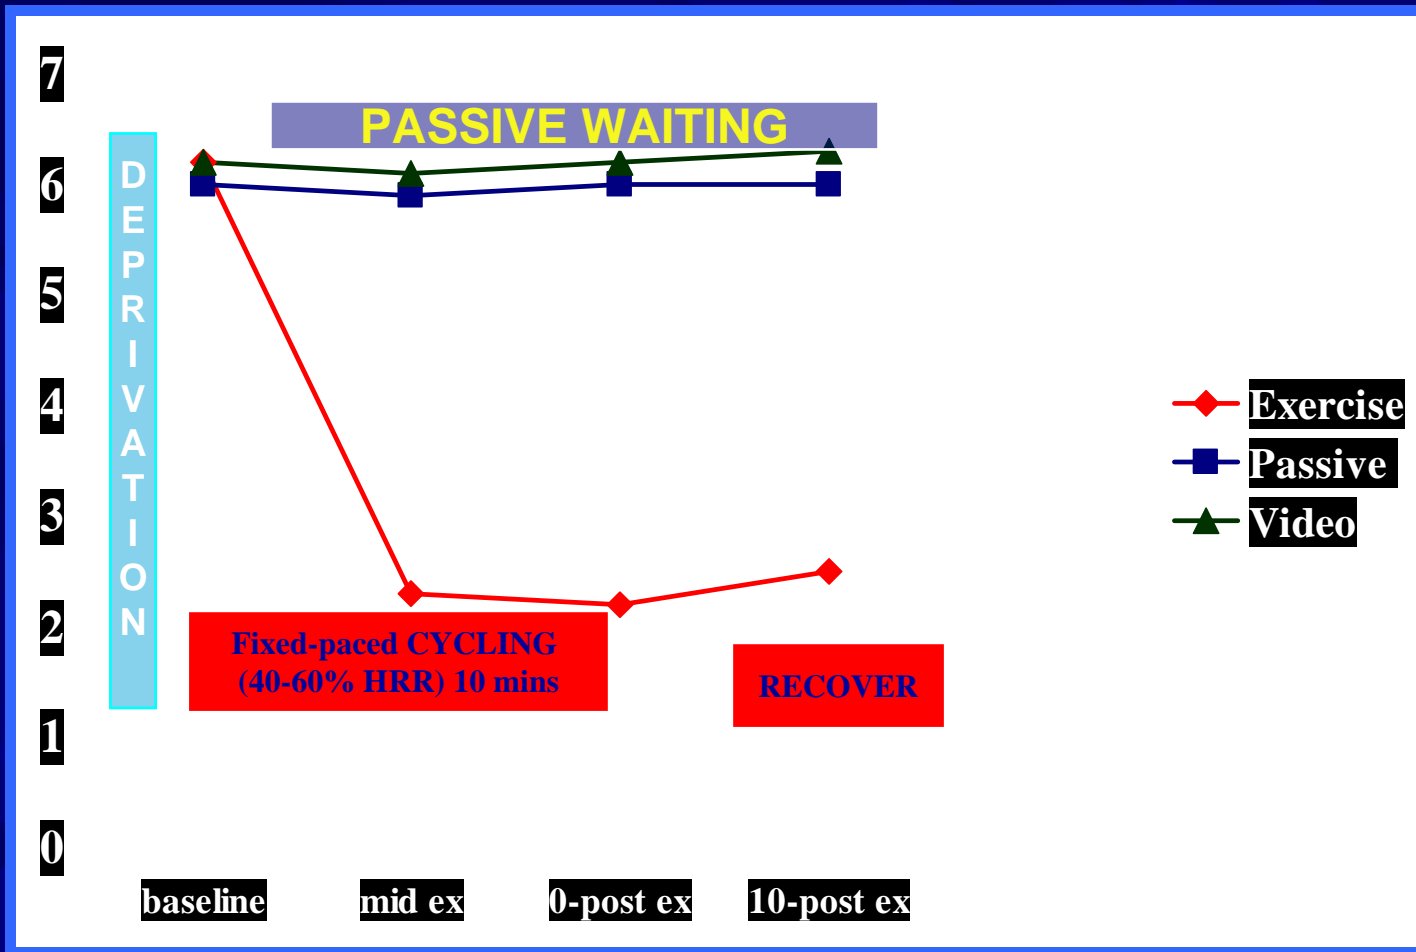 7
6
5
4
3
2
1
0
DEPRIVATION
PASSIVE WAITING
Fixed-paced CYCLING
(40-60% HRR) 10 mins
RECOVER
Exercise
Passive
Video
baseline mid ex 0-post ex 10-post ex